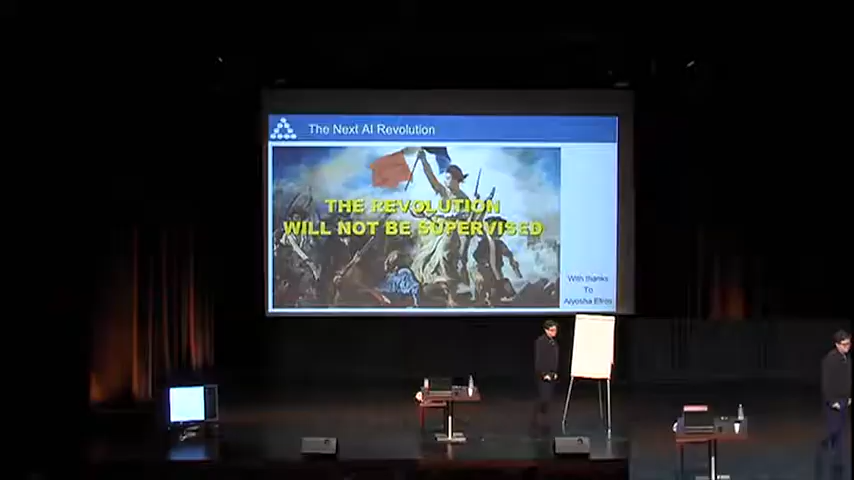 The Next AI Revolution
THE REVOLUTION
WILL NOT BE SUPERVISED
With thanks
To
Alyosha Efros